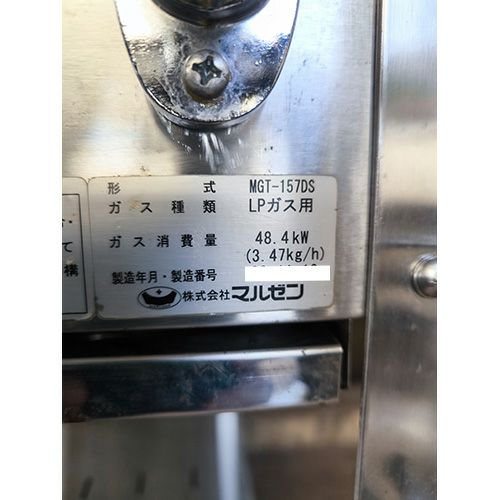 形 式 MGT-157DS
ガス種類 LPガス用
ガス消費量 48.4kW
(3.47kg/h)
製造年月・製造番号
株式会社マルゼン
て
構